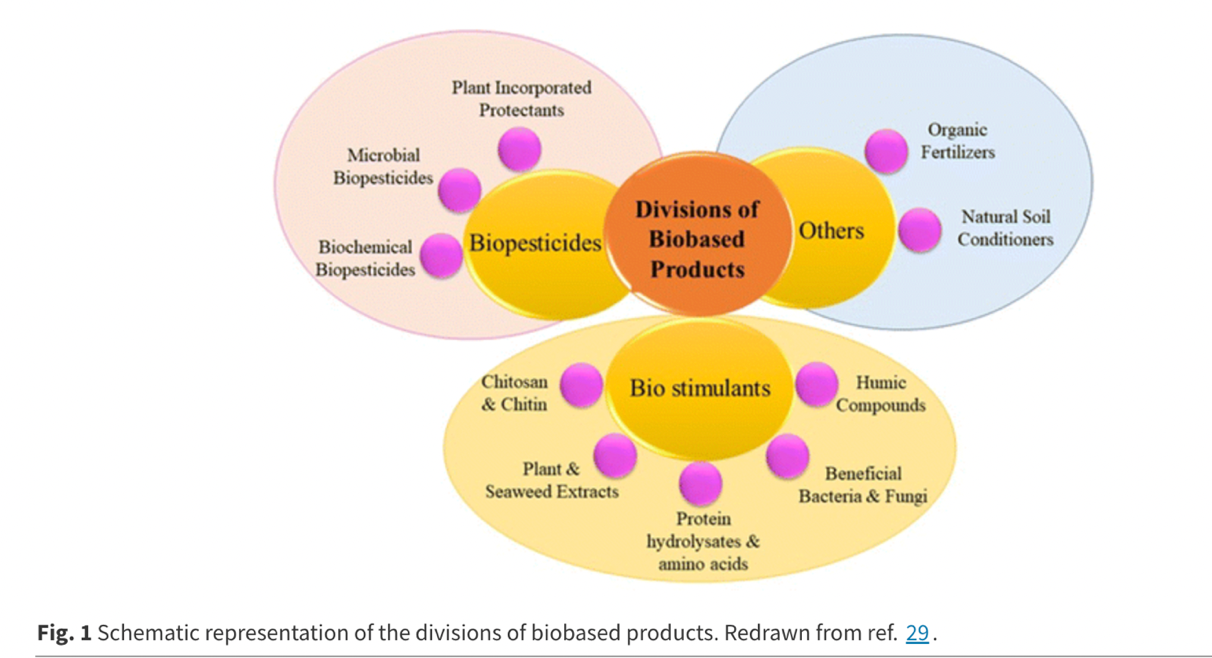 Plant Incorporated
Protectants
Microbial
Biopesticides
Biochemical
Biopesticides
Biopesticides
Divisions of
Biobased
Products
Others
Organic
Fertilizers
Natural Soil
Conditioners
Bio stimulants
Chitosan
& Chitin
Plant &
Seaweed Extracts
Protein
hydrolysates &
amino acids
Beneficial
Bacteria & Fungi
Humic
Compounds
Fig. 1 Schematic representation of the divisions of biobased products. Redrawn from ref. 29.